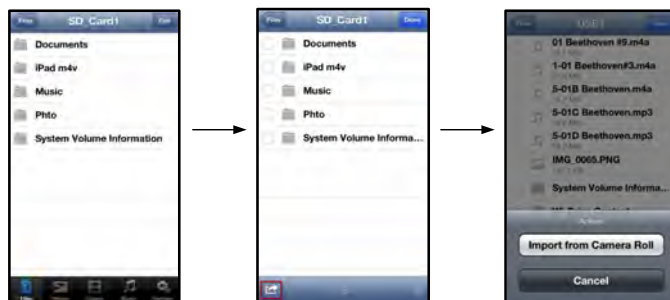 SD_Card1
Documents
iPad m4v
Music
Phto
System Volume Information
SD_Card1
Done
Documents
iPad m4v
Music
Phto
System Volume Informa...
USB1
01 Beethoven #9.m4a
1-01 Beethoven#3.m4a
5-01B Beethoven.m4a
5-01C Beethoven.mp3
5-01D Beethoven.mp3
IMG_0065.PNG
System Volume Informa...
Import from Camera Roll
Cancel